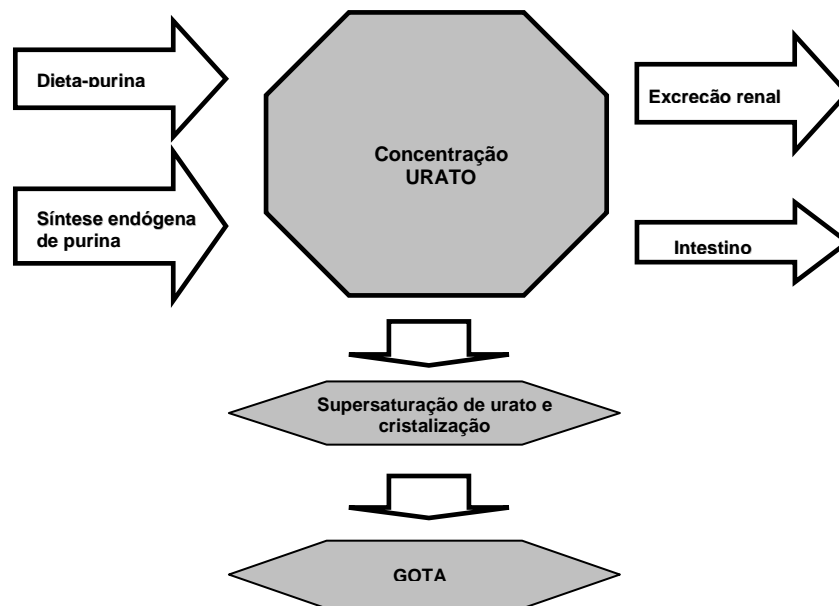 Dieta-purina
Síntese endógena
de purina
Concentração
URATO
Excreção renal
Intestino
Supersaturação de urato e
cristalização
GOTA